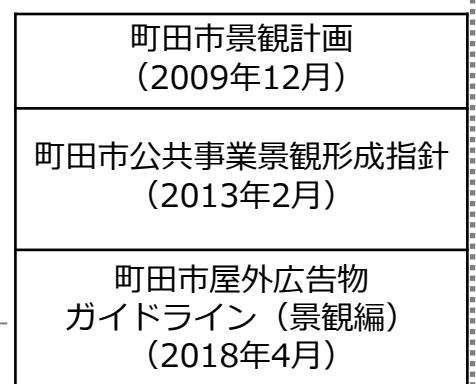 町田市景観計画
（2009年12月）
町田市公共事業景観形成指針
（2013年2月）
町田市屋外広告物
ガイドライン（景観編）
（2018年4月）